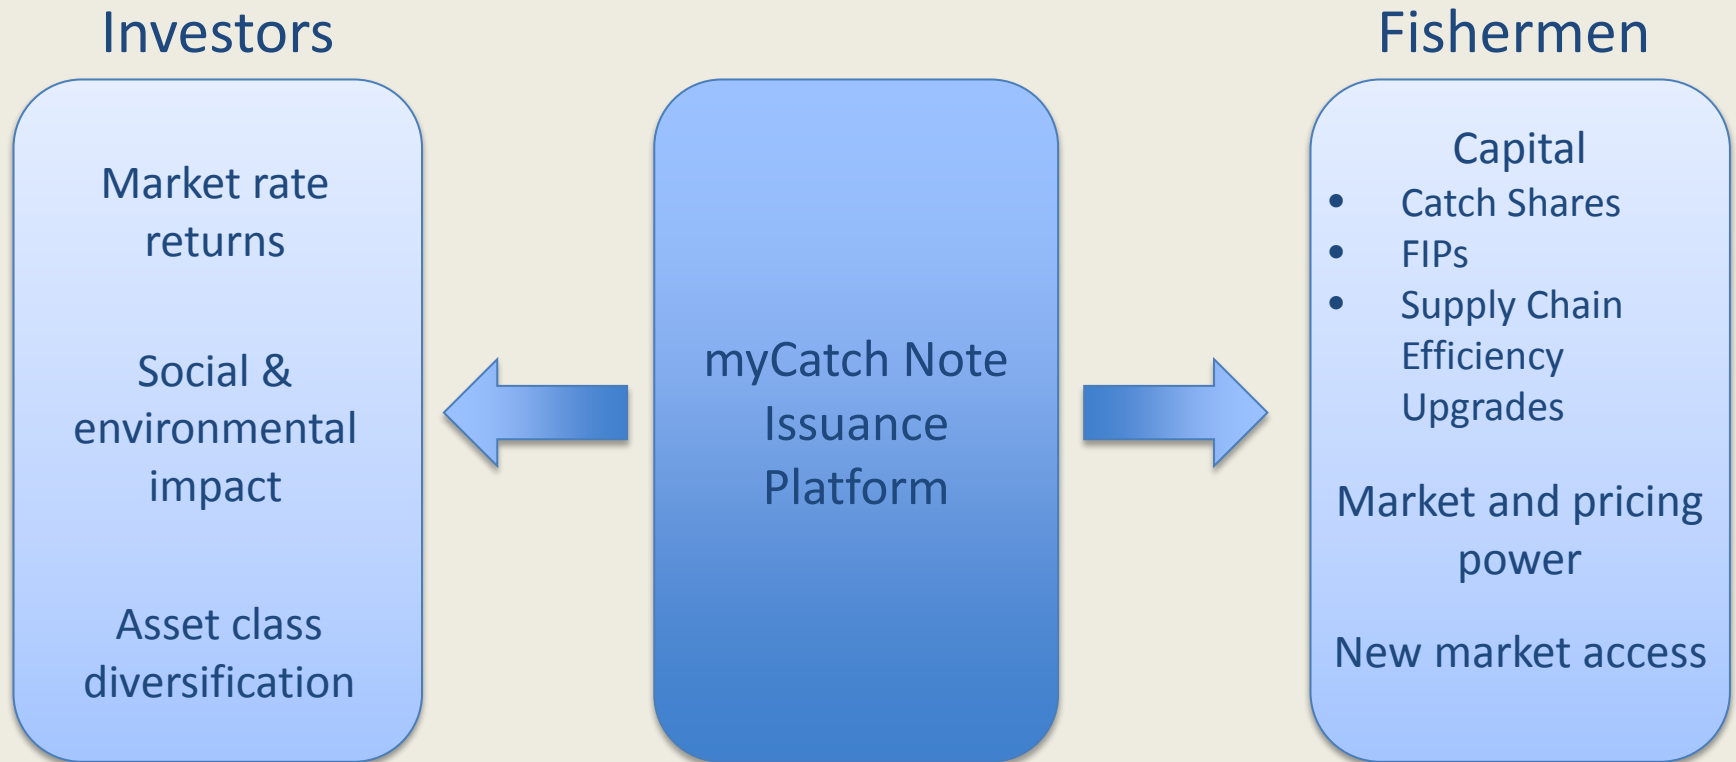 Investors
Market rate
returns
Social &
environmental
impact
Asset class
diversification
myCatch Note
Issuance
Platform
Fishermen
Capital
• Catch Shares
• FIPs
• Supply Chain
Efficiency
Upgrades
Market and pricing
power
New market access